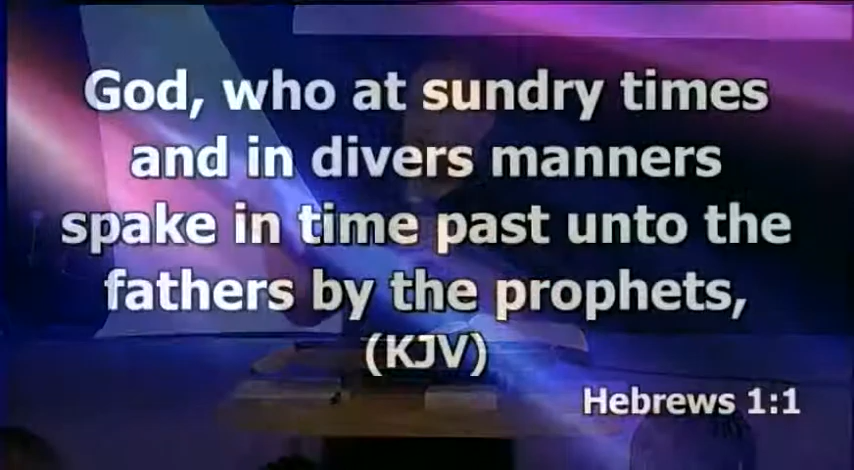 God, who at sundry times
and in divers manners
spake in time past unto the
fathers by the prophets,
(KJV)
Hebrews 1:1